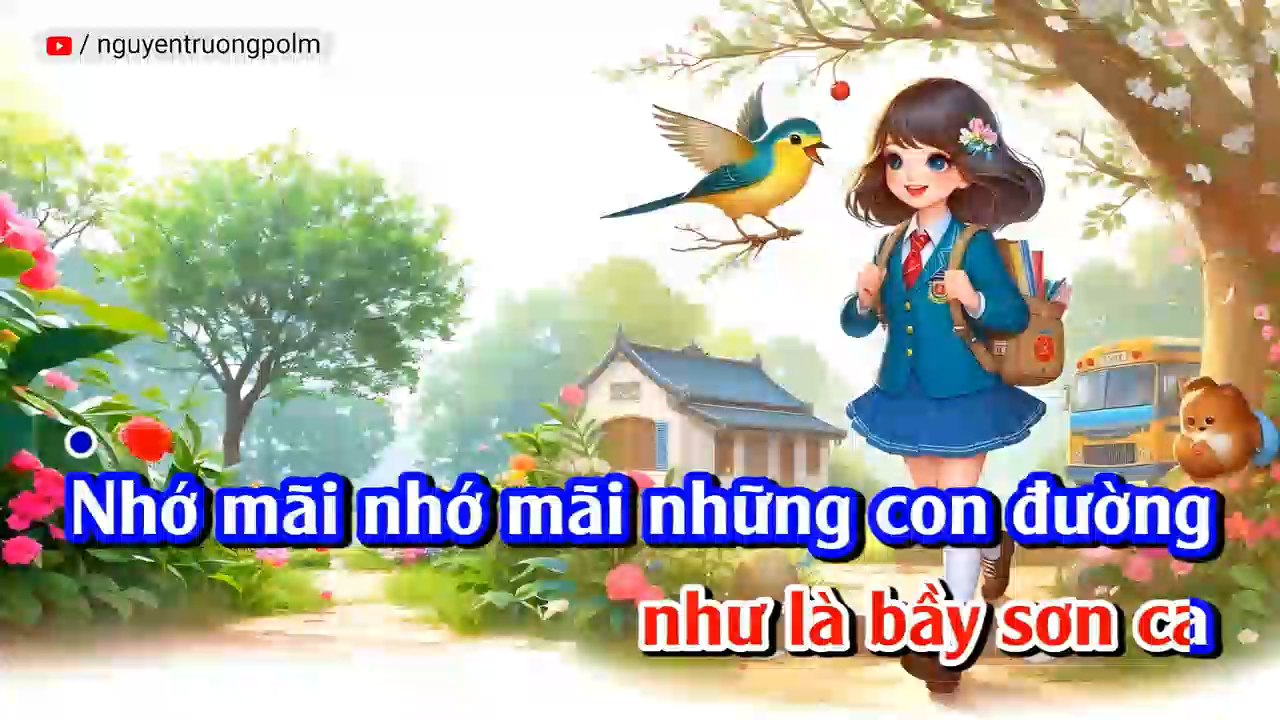 / nguyentruongpolm
Nhớ mãi nhớ mãi những con đường
như là bầy sơn ca